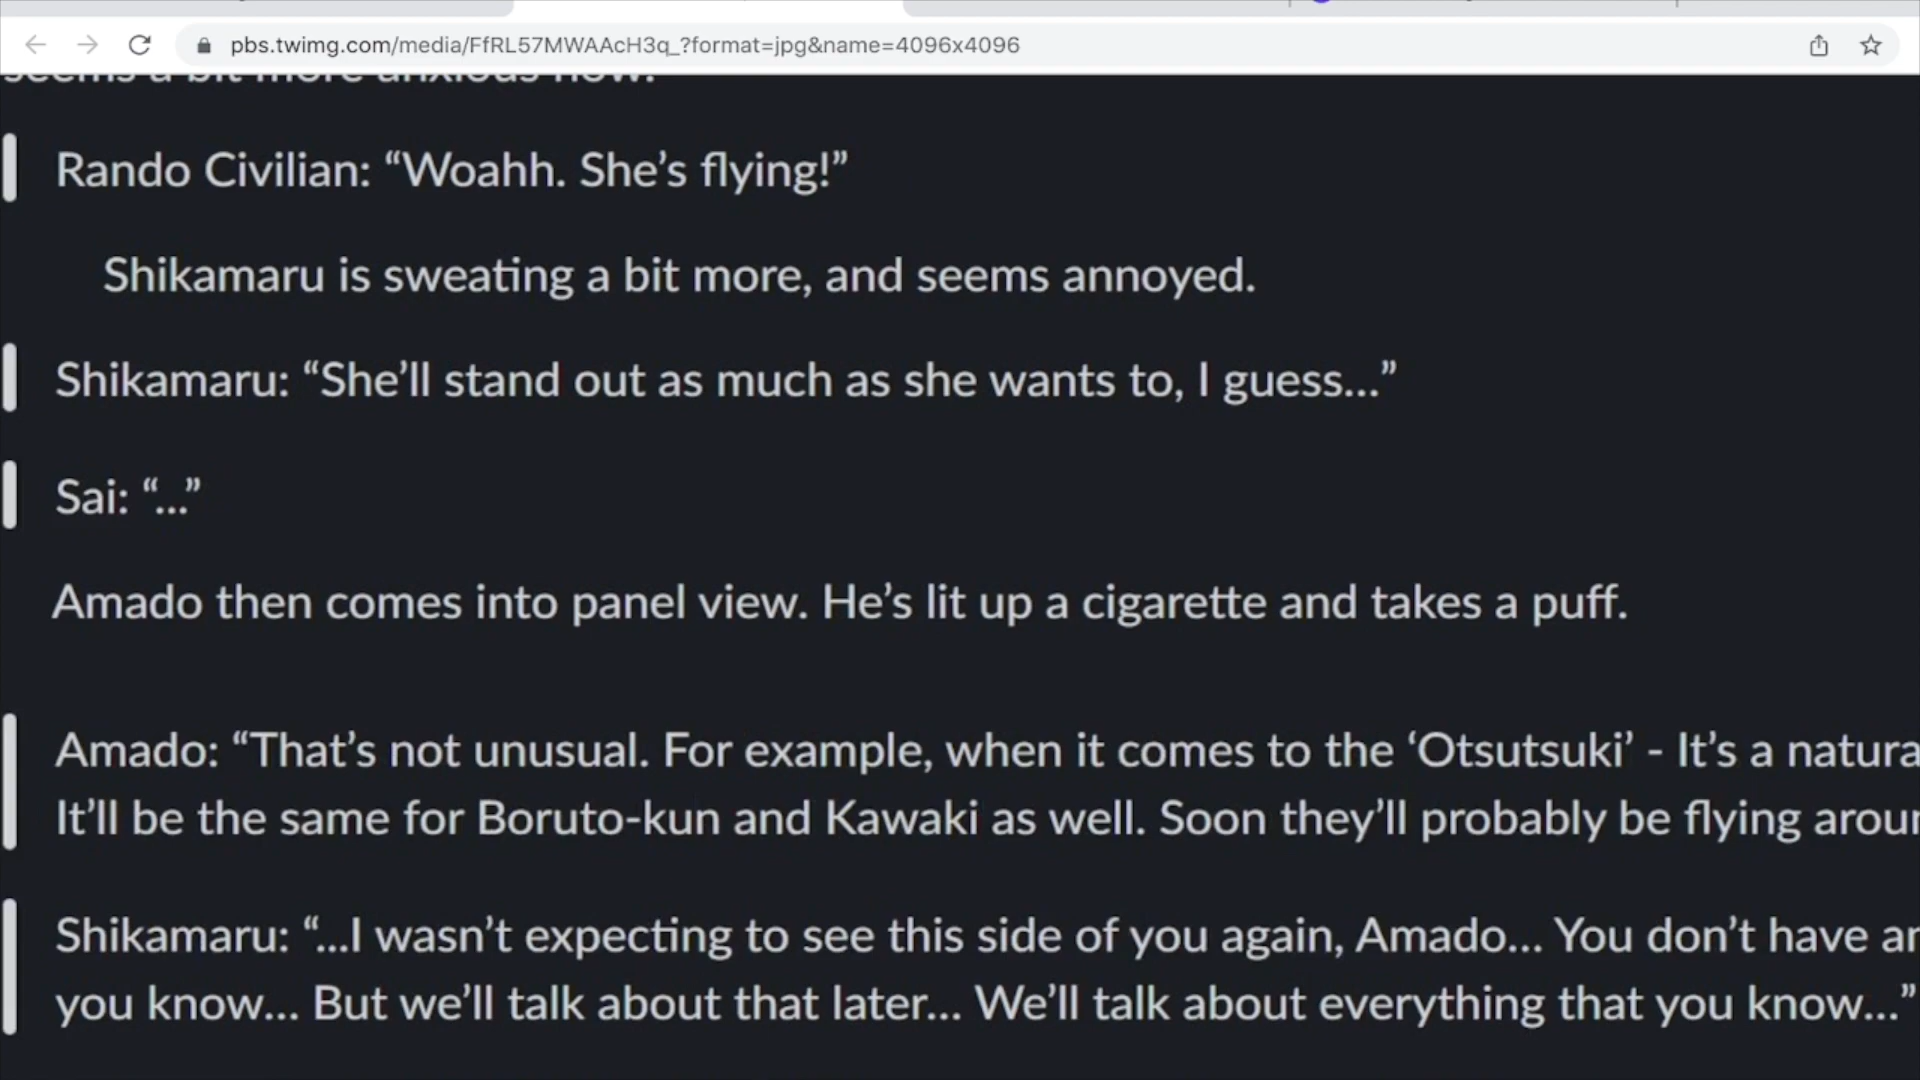 pbs.twimg.com/media/FfRL57MWAAcH3q_?format=jpg&name=4096x4096
seems a bit more anxious now.
Rando Civilian: “Woahh. She’s flying!”
Shikamaru is sweating a bit more, and seems annoyed.
Shikamaru: “She’ll stand out as much as she wants to, I guess...”
Sai: “...”
Amado then comes into panel view. He’s lit up a cigarette and takes a puff.
Amado: “That’s not unusual. For example, when it comes to the ‘Otsutsuki’ - It’s a natura
It’ll be the same for Boruto-kun and Kawaki as well. Soon they’ll probably be flying arou
Shikamaru: “...I wasn’t expecting to see this side of you again, Amado... You don’t have a
you know... But we’ll talk about that later... We’ll talk about everything that you know...”